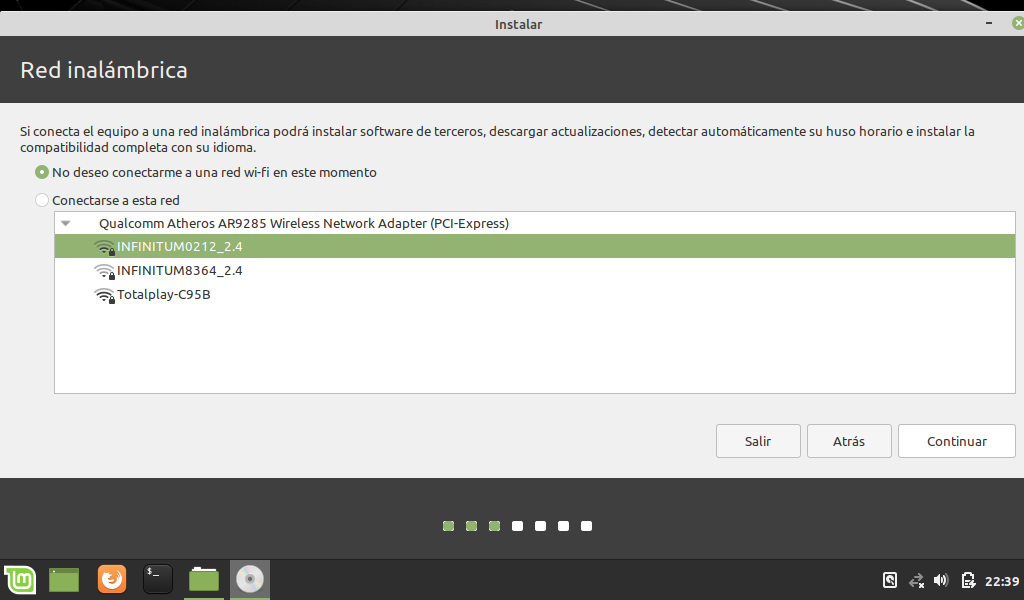 Instalar
Red inalámbrica
Si conecta el equipo a una red inalámbrica podrá instalar software de terceros, descargar actualizaciones, detectar automáticamente su huso horario e instalar la
compatibilidad completa con su idioma.
No deseo conectarme a una red wi-fi en este momento
Conectarse a esta red
Qualcomm Atheros AR9285 Wireless Network Adapter (PCI-Express)
INFINITUM0212_2.4
INFINITUM8364_2.4
Totalplay-C95B
Salir Atrás Continuar
$_ 22:39